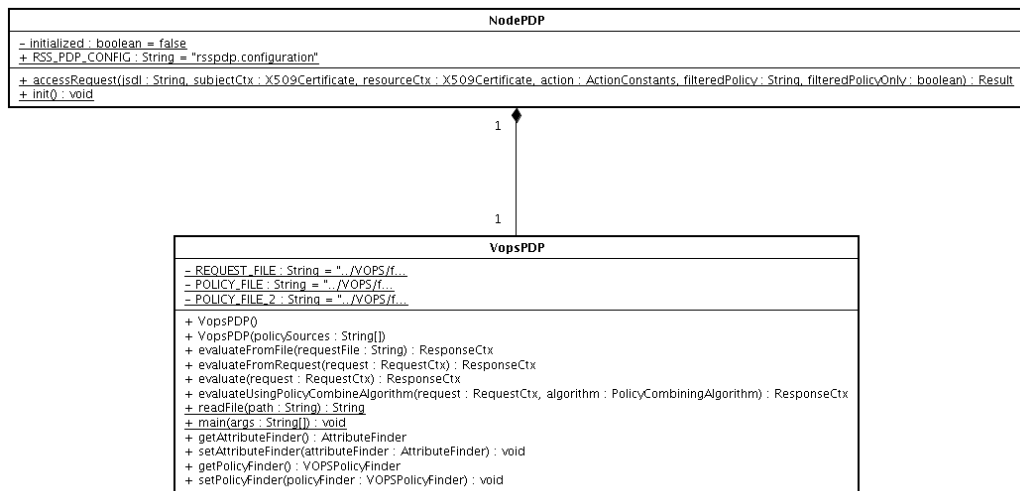 NodePDP
- initialized : boolean = false
+ RSS_PDP_CONFIG : String = "rsspdp.configuration"
+ accessRequest(jsdl : String, subjectCtx : X509Certificate, resourceCtx : X509Certificate, action : ActionConstants, filteredPolicy : String, filteredPolicyOnly : boolean) : Result
+ init() : void
1
1
VopsPDP
- REQUEST_FILE : String = "../VOPS/f...
- POLICY_FILE : String = "../VOPS/f...
- POLICY_FILE_2 : String = "../VOPS/f...
+ VopsPDP()
+ VopsPDP(policySources : String[])
+ evaluateFromFile(requestFile : String) : ResponseCtx
+ evaluateFromRequest(request : RequestCtx) : ResponseCtx
+ evaluate(request : RequestCtx) : ResponseCtx
+ evaluateUsingPolicyCombineAlgorithm(request : RequestCtx, algorithm : PolicyCombiningAlgorithm) : ResponseCtx
+ readFile(path : String) : String
+ main(args : String[]) : void
+ getAttributeFinder() : AttributeFinder
+ setAttributeFinder(attributeFinder : AttributeFinder) : void
+ getPolicyFinder() : VOPSPolicyFinder
+ setPolicyFinder(policyFinder : VOPSPolicyFinder) : void